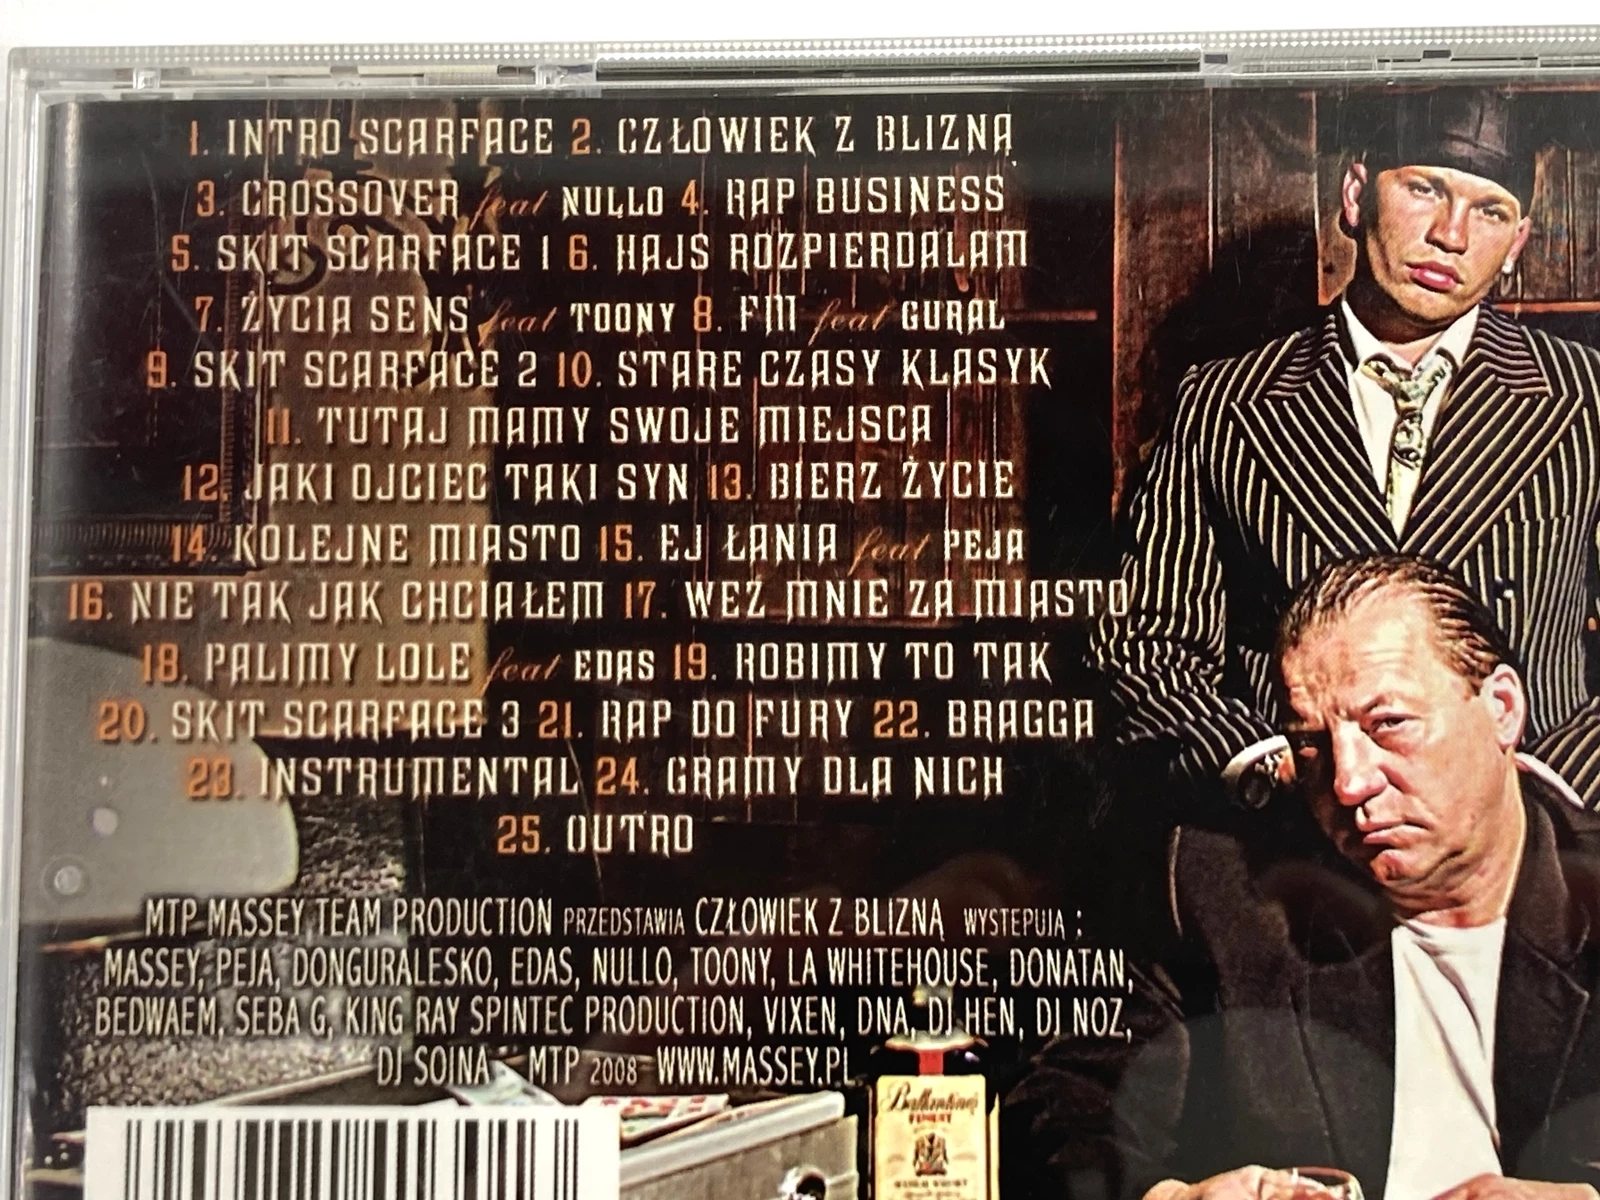 1. INTRO SCARFACE 2. CZŁOWIEK Z BLIZNĄ
3. CROSSOVER feat NULLO 4. RAP BUSINESS
5. SKIT SCARFACE 1 6. HAJS ROZPIERDALAM
7. ŻYCIA SENS feat TOONY 8. FM feat GURAL
9. SKIT SCARFACE 2 10. STARE CZASY KLASYK
11. TUTAJ MAMY SWOJE MIEJSCA
12. JAKI OJCIEC TAKI SYN 13. BIERZ ŻYCIE
14. KOLEJNE MIASTO 15. EJ ŁANIA feat PEJA
16. NIE TAK JAK CHCIAŁEM 17. WEŹ MNIE ZA MIASTO
18. PALIMY LOLE feat EDAS 19. ROBIMY TO TAK
20. SKIT SCARFACE 3 21. RAP DO FURY 22. BRAGGA
23. INSTRUMENTAL 24. GRAMY DLA NICH
25. OUTRO
MTP MASSEY TEAM PRODUCTION PRZEDSTAWIA CZŁOWIEK Z BLIZNĄ WYSTEPUJĄ :
MASSEY, PEJA, DONGURALESKO, EDAS, NULLO, TOONY, LA WHITEHOUSE, DONATAN,
BEDWAEM, SEBA G, KING RAY SPINTEC PRODUCTION, VIXEN, DNA, DJ HEN, DJ NOZ,
DJ SOINA MTP 2008 WWW.MASSEY.PL
Ballantine's
FINEST